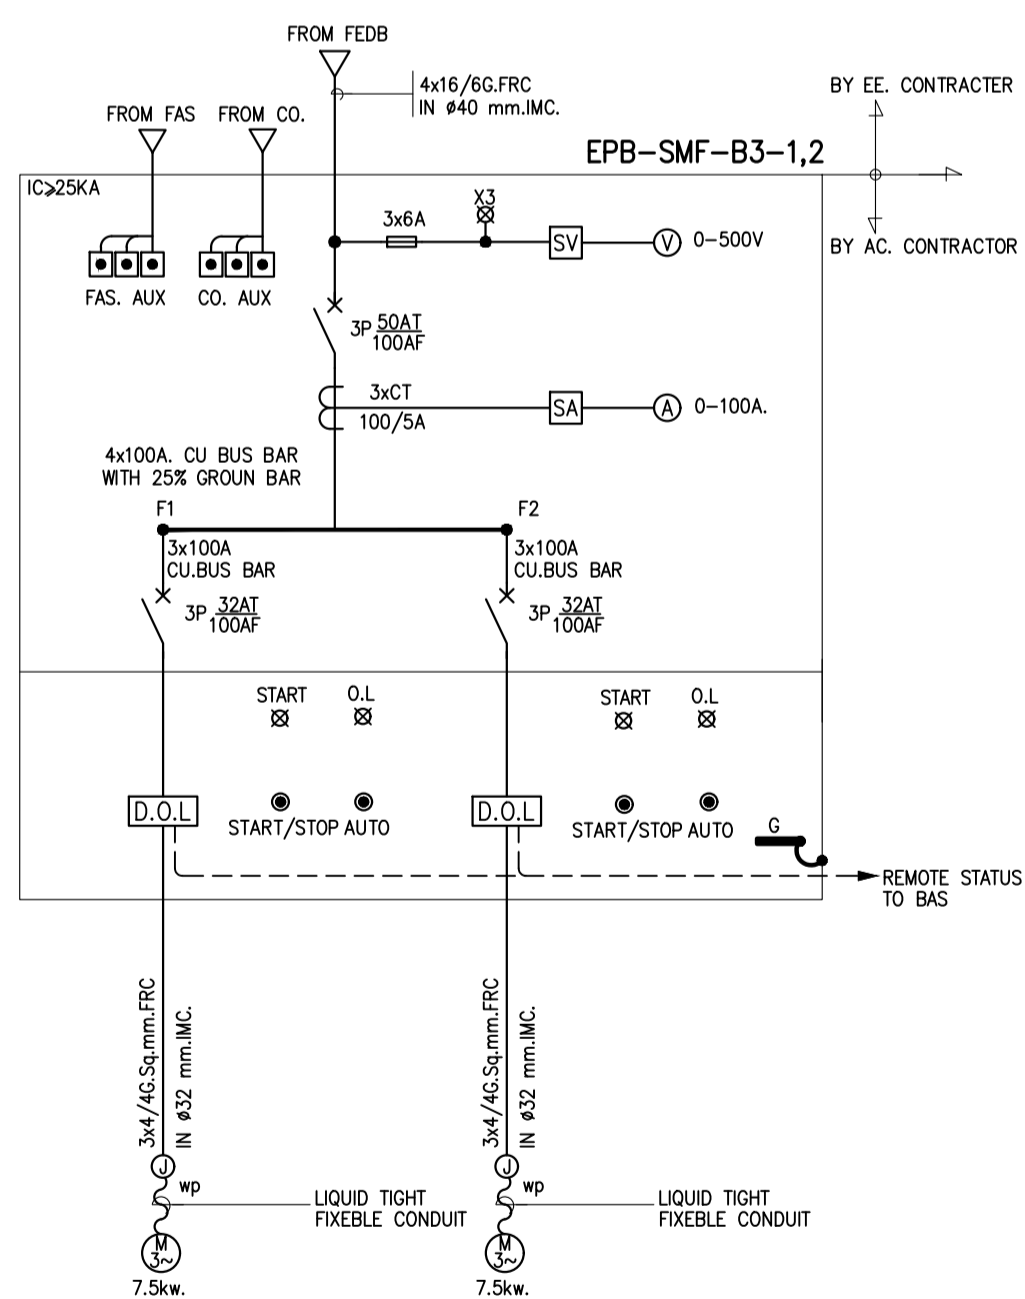 FROM FEDB
4x16/6G.FRC
IN ø40 mm.IMC.
BY EE. CONTRACTER
FROM FAS
FROM CO.
EPB-SMF-B3-1,2
IC⩾25KA
X3
3x6A
SV
V
0-500V
BY AC. CONTRACTOR
FAS. AUX
CO. AUX
3P 50AT
100AF
3xCT
100/5A
SA
A
0-100A.
4x100A. CU BUS BAR
WITH 25% GROUN BAR
F1
F2
3x100A
CU.BUS BAR
3x100A
CU.BUS BAR
3P 32AT
100AF
3P 32AT
100AF
START
O.L
START
O.L
D.O.L
START/STOP AUTO
D.O.L
START/STOP AUTO
G
REMOTE STATUS
TO BAS
3x4/4G.Sq.mm.FRC
IN ø32 mm.IMC.
3x4/4G.Sq.mm.FRC
IN ø32 mm.IMC.
J
wp
LIQUID TIGHT
FIXEBLE CONDUIT
J
wp
LIQUID TIGHT
FIXEBLE CONDUIT
M
3~
7.5kw.
M
3~
7.5kw.